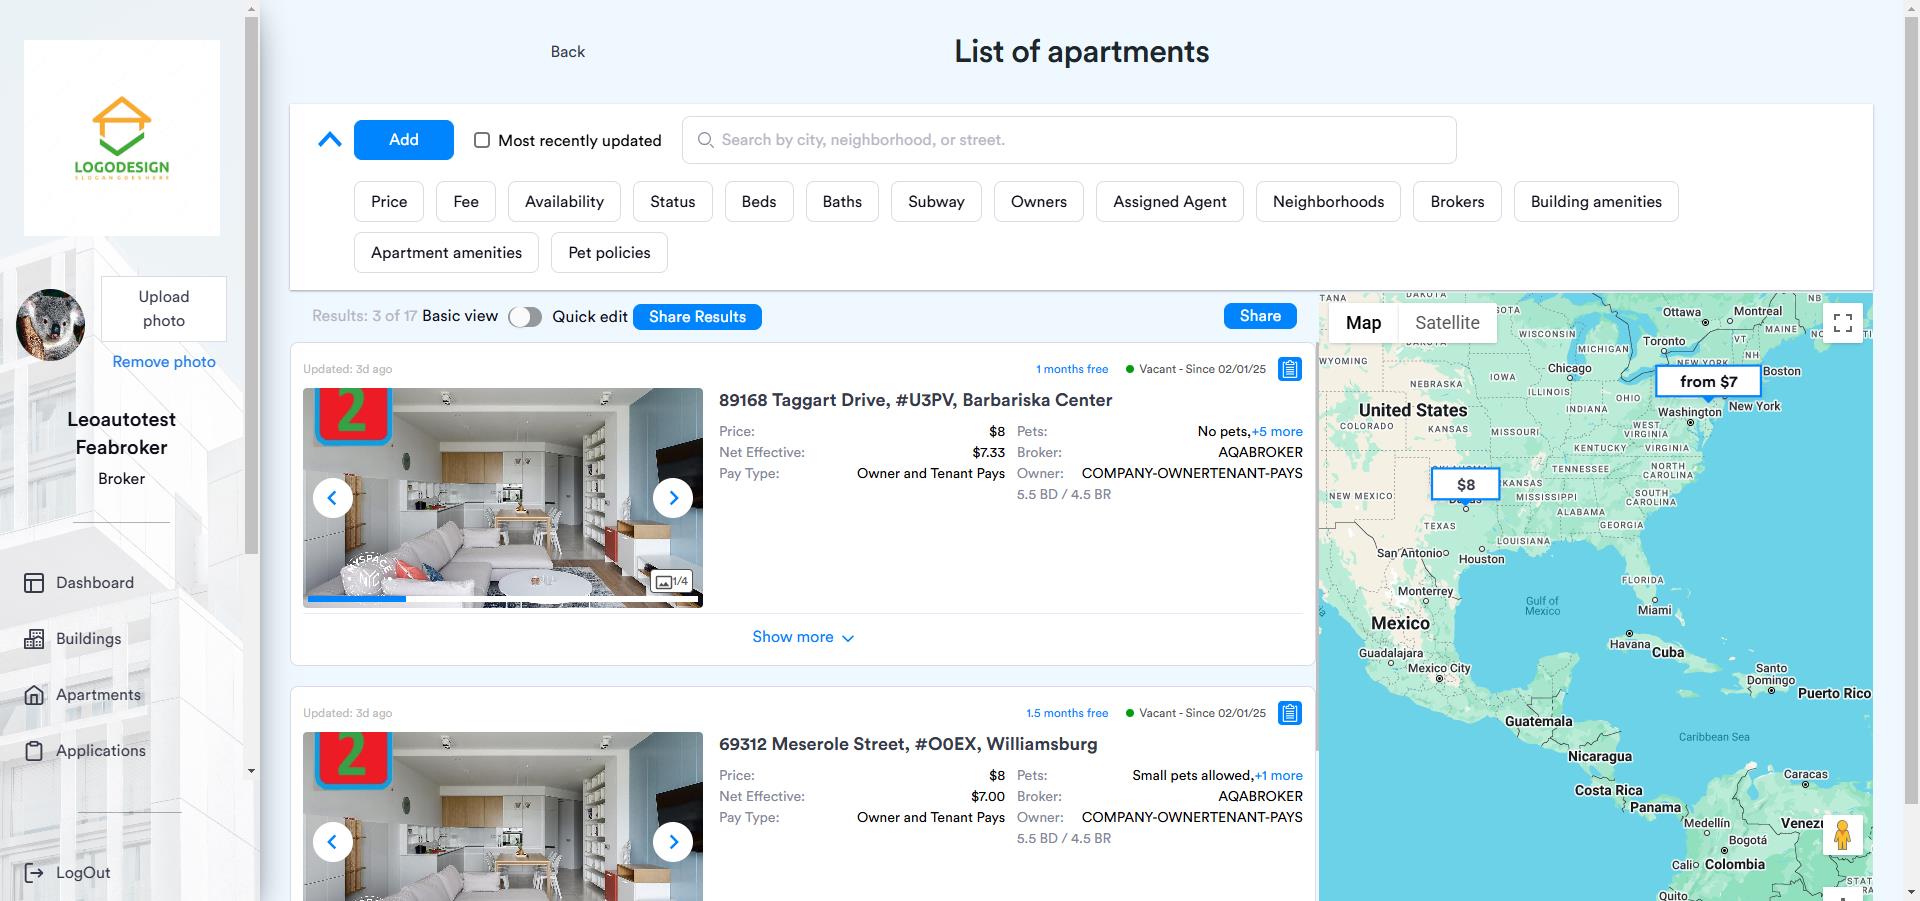 LOGODESIGN
SLOGAN GOES HERE
Upload photo
Remove photo
Leoautotest Feabroker
Broker
Dashboard
Buildings
Apartments
Applications
LogOut
Back
List of apartments
Add
Most recently updated
Search by city, neighborhood, or street.
Price
Fee
Availability
Status
Beds
Baths
Subway
Owners
Assigned Agent
Neighborhoods
Brokers
Building amenities
Apartment amenities
Pet policies
Results: 3 of 17
Basic view
Quick edit
Share Results
Share
Updated: 3d ago
1 months free
Vacant - Since 02/01/25
2
MYSPACE NYC
1/4
89168 Taggart Drive, #U3PV, Barbariska Center
Price: $8
Net Effective: $7.33
Pay Type: Owner and Tenant Pays
Pets: No pets,+5 more
Broker: AQABROKER
Owner: COMPANY-OWNERTENANT-PAYS
5.5 BD / 4.5 BR
Show more
Updated: 3d ago
1.5 months free
Vacant - Since 02/01/25
2
69312 Meserole Street, #O0EX, Williamsburg
Price: $8
Net Effective: $7.00
Pay Type: Owner and Tenant Pays
Pets: Small pets allowed,+1 more
Broker: AQABROKER
Owner: COMPANY-OWNERTENANT-PAYS
5.5 BD / 4.5 BR
Map
Satellite
from $7
$8
WYOMING
NEBRASKA
IOWA
WISCONSIN
MICHIGAN
Ottawa
Montreal
MAINE
NB
VT
NH
Toronto
NEW YORK
Chicago
Boston
ILLINOIS
OHIO
INDIANA
Washington
New York
United States
COLORADO
KANSAS
MISSOURI
WEST VIRGINIA
KENTUCKY
VIRGINIA
TENNESSEE
NORTH CAROLINA
NEW MEXICO
MISSISSIPPI
SOUTH CAROLINA
ALABAMA
GEORGIA
Dallas
TEXAS
LOUISIANA
San Antonio
Houston
FLORIDA
Monterrey
Gulf of Mexico
Miami
Mexico
Havana
Cuba
Guadalajara
Mexico City
Santo Domingo
Puerto Rico
Guatemala
Caribbean Sea
Nicaragua
Caracas
Costa Rica
Panama
Medellín
Bogotá
Cali
Colombia
Quito